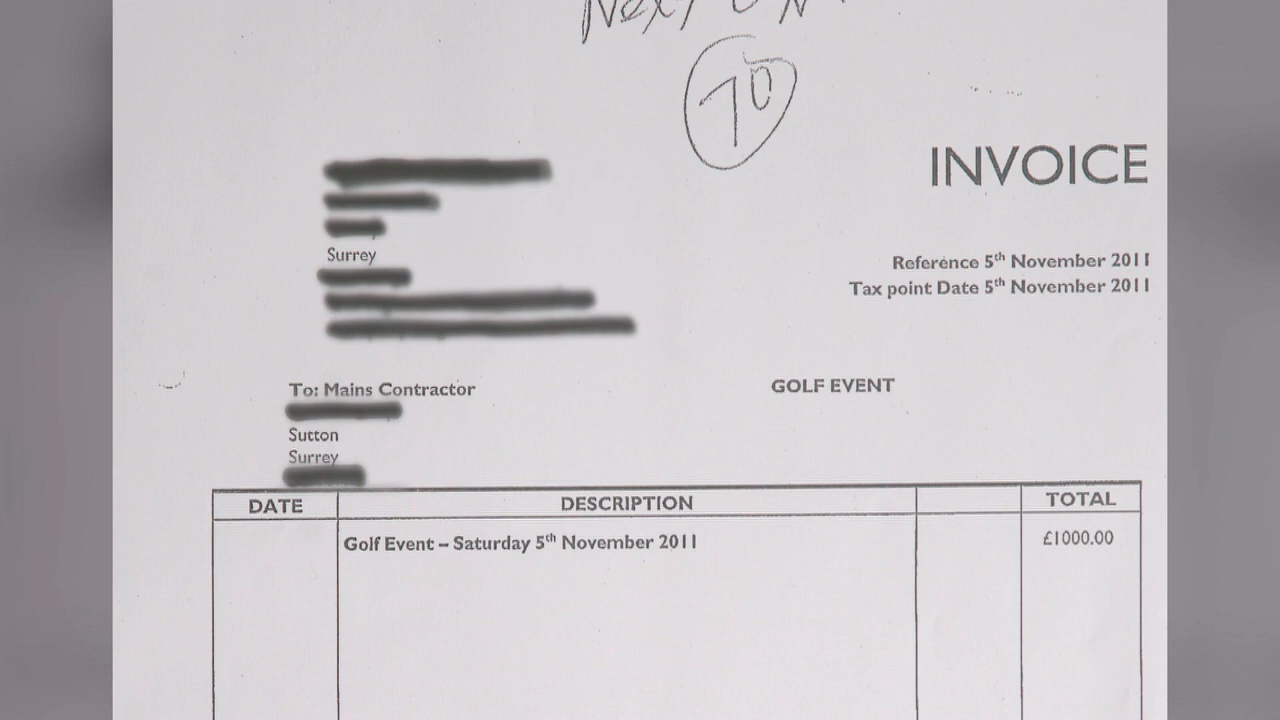 70
INVOICE
Surrey
Reference 5th November 2011
Tax point Date 5th November 2011
To: Mains Contractor
GOLF EVENT
Sutton
Surrey
DATE DESCRIPTION TOTAL
Golf Event – Saturday 5th November 2011 £1000.00